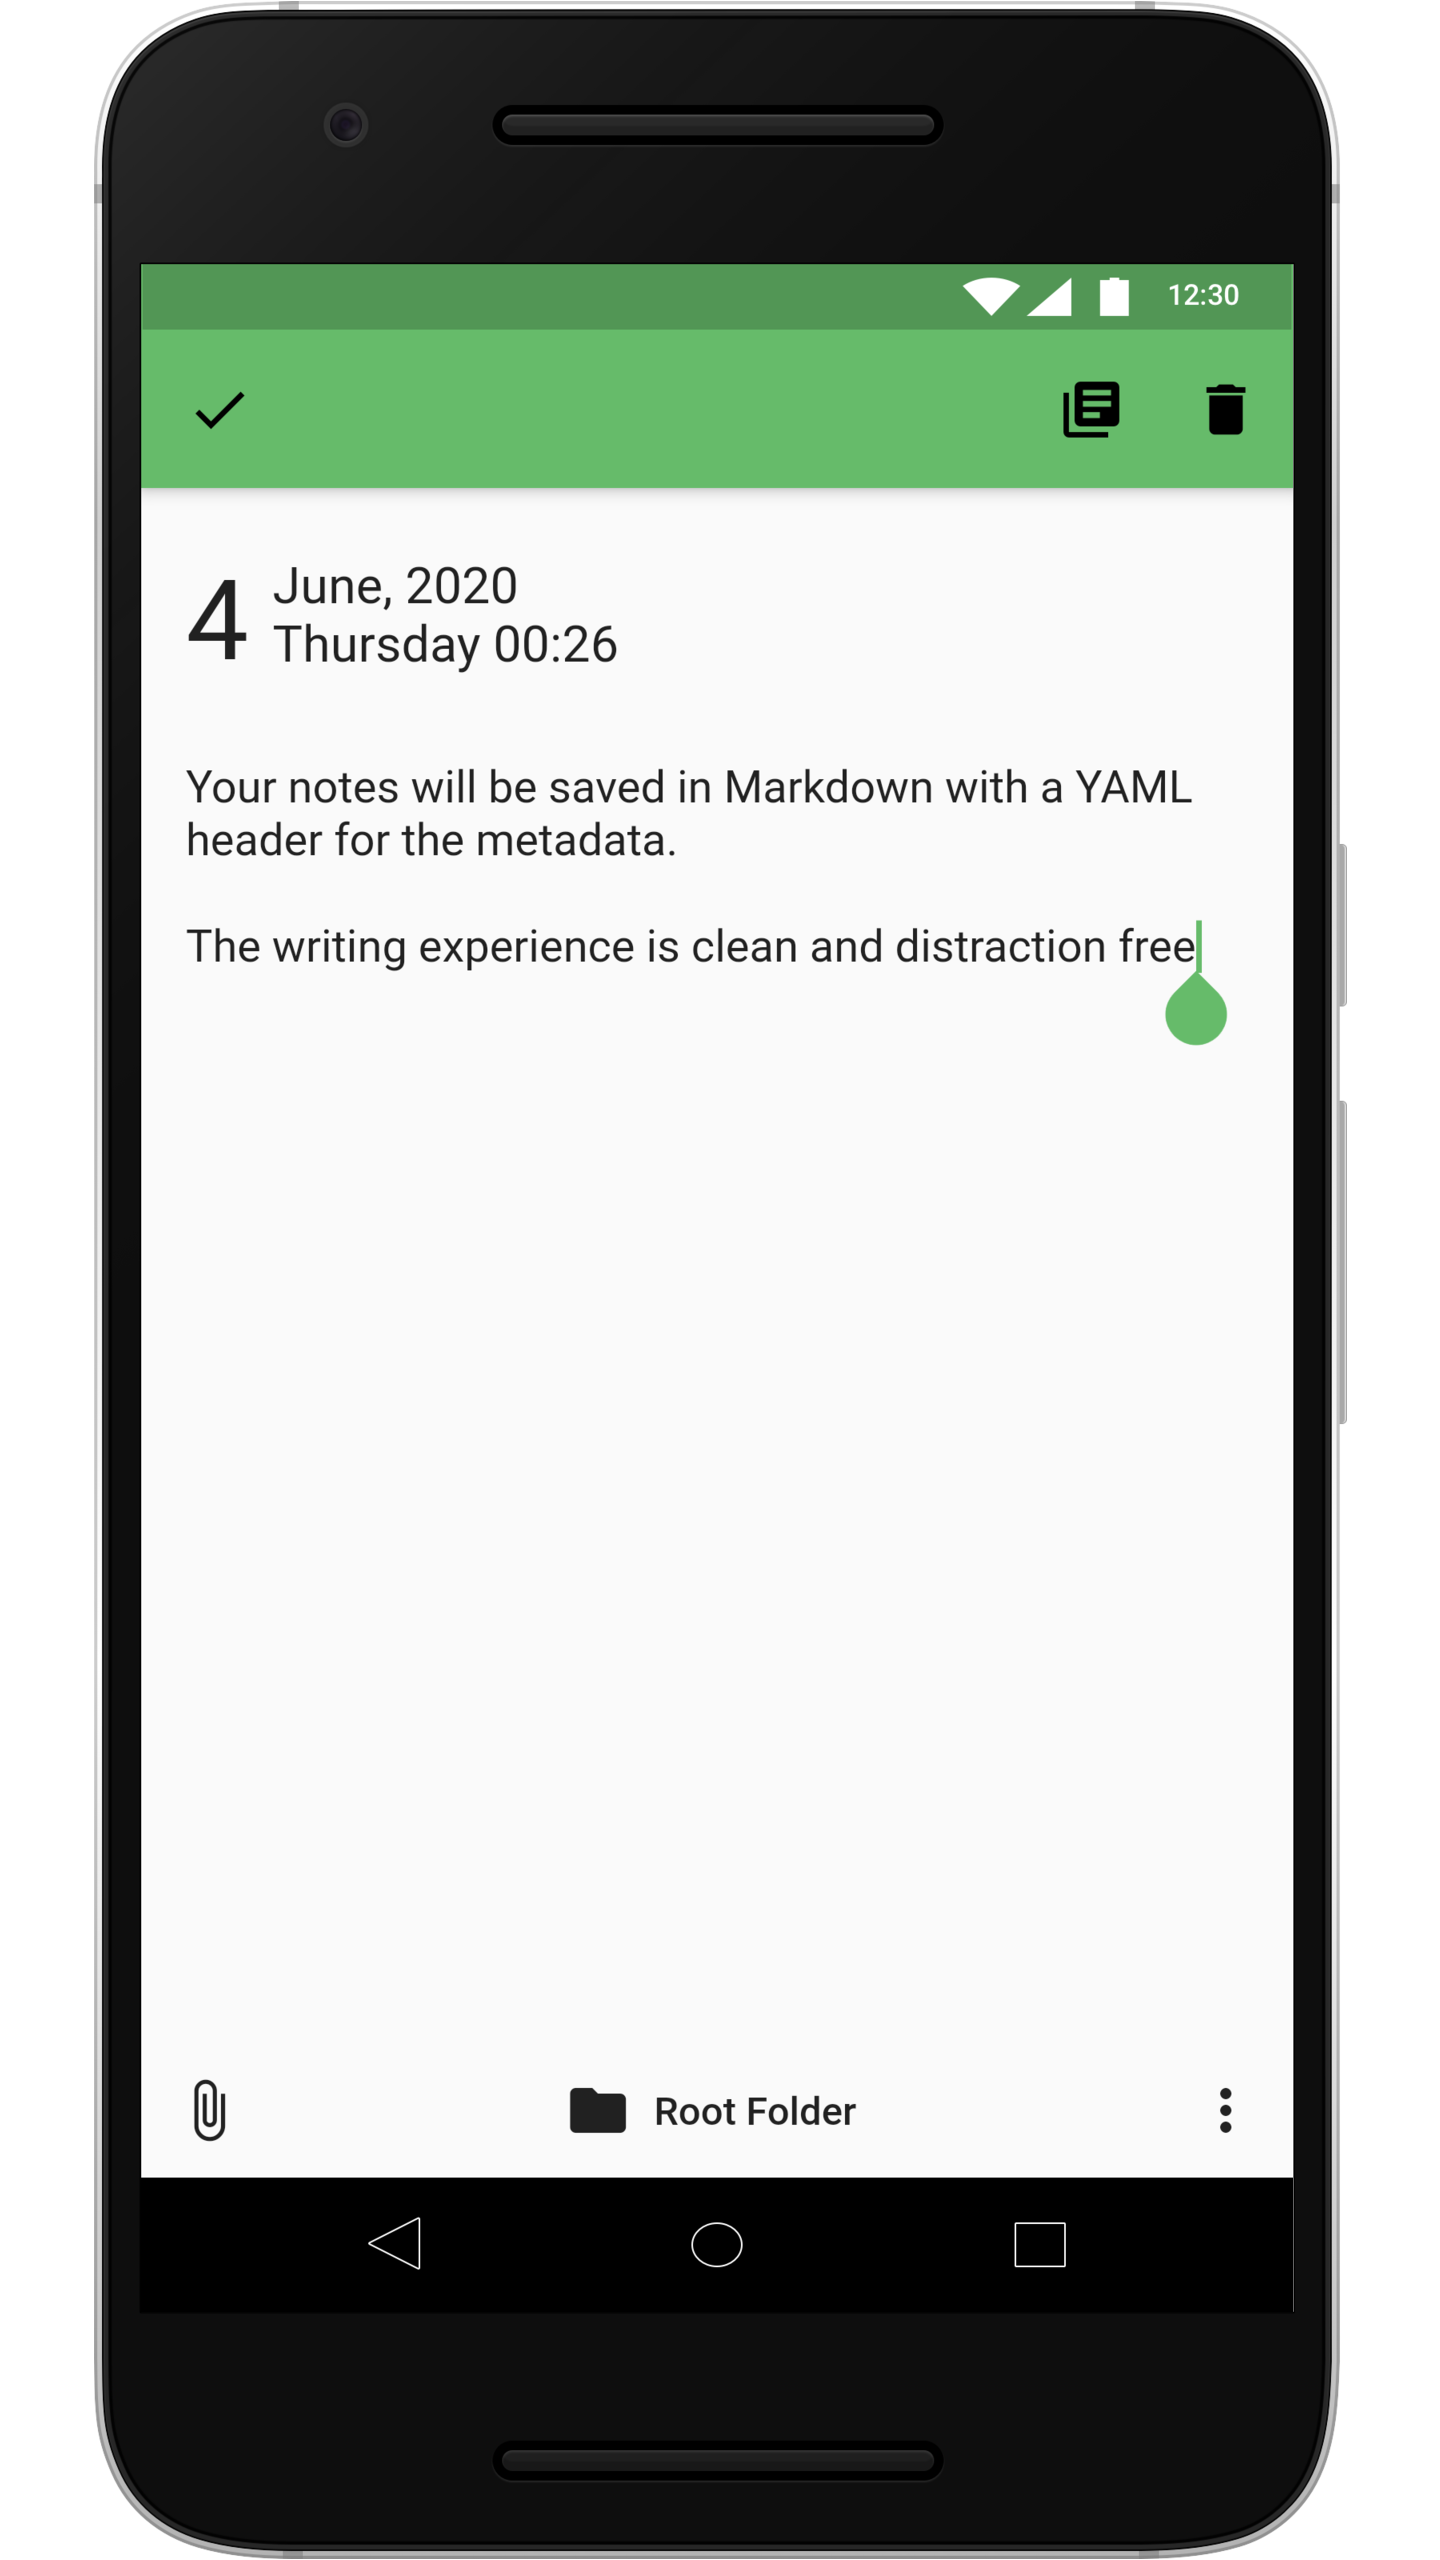 12:30
4
June, 2020
Thursday 00:26
Your notes will be saved in Markdown with a YAML
header for the metadata.
The writing experience is clean and distraction free
Root Folder